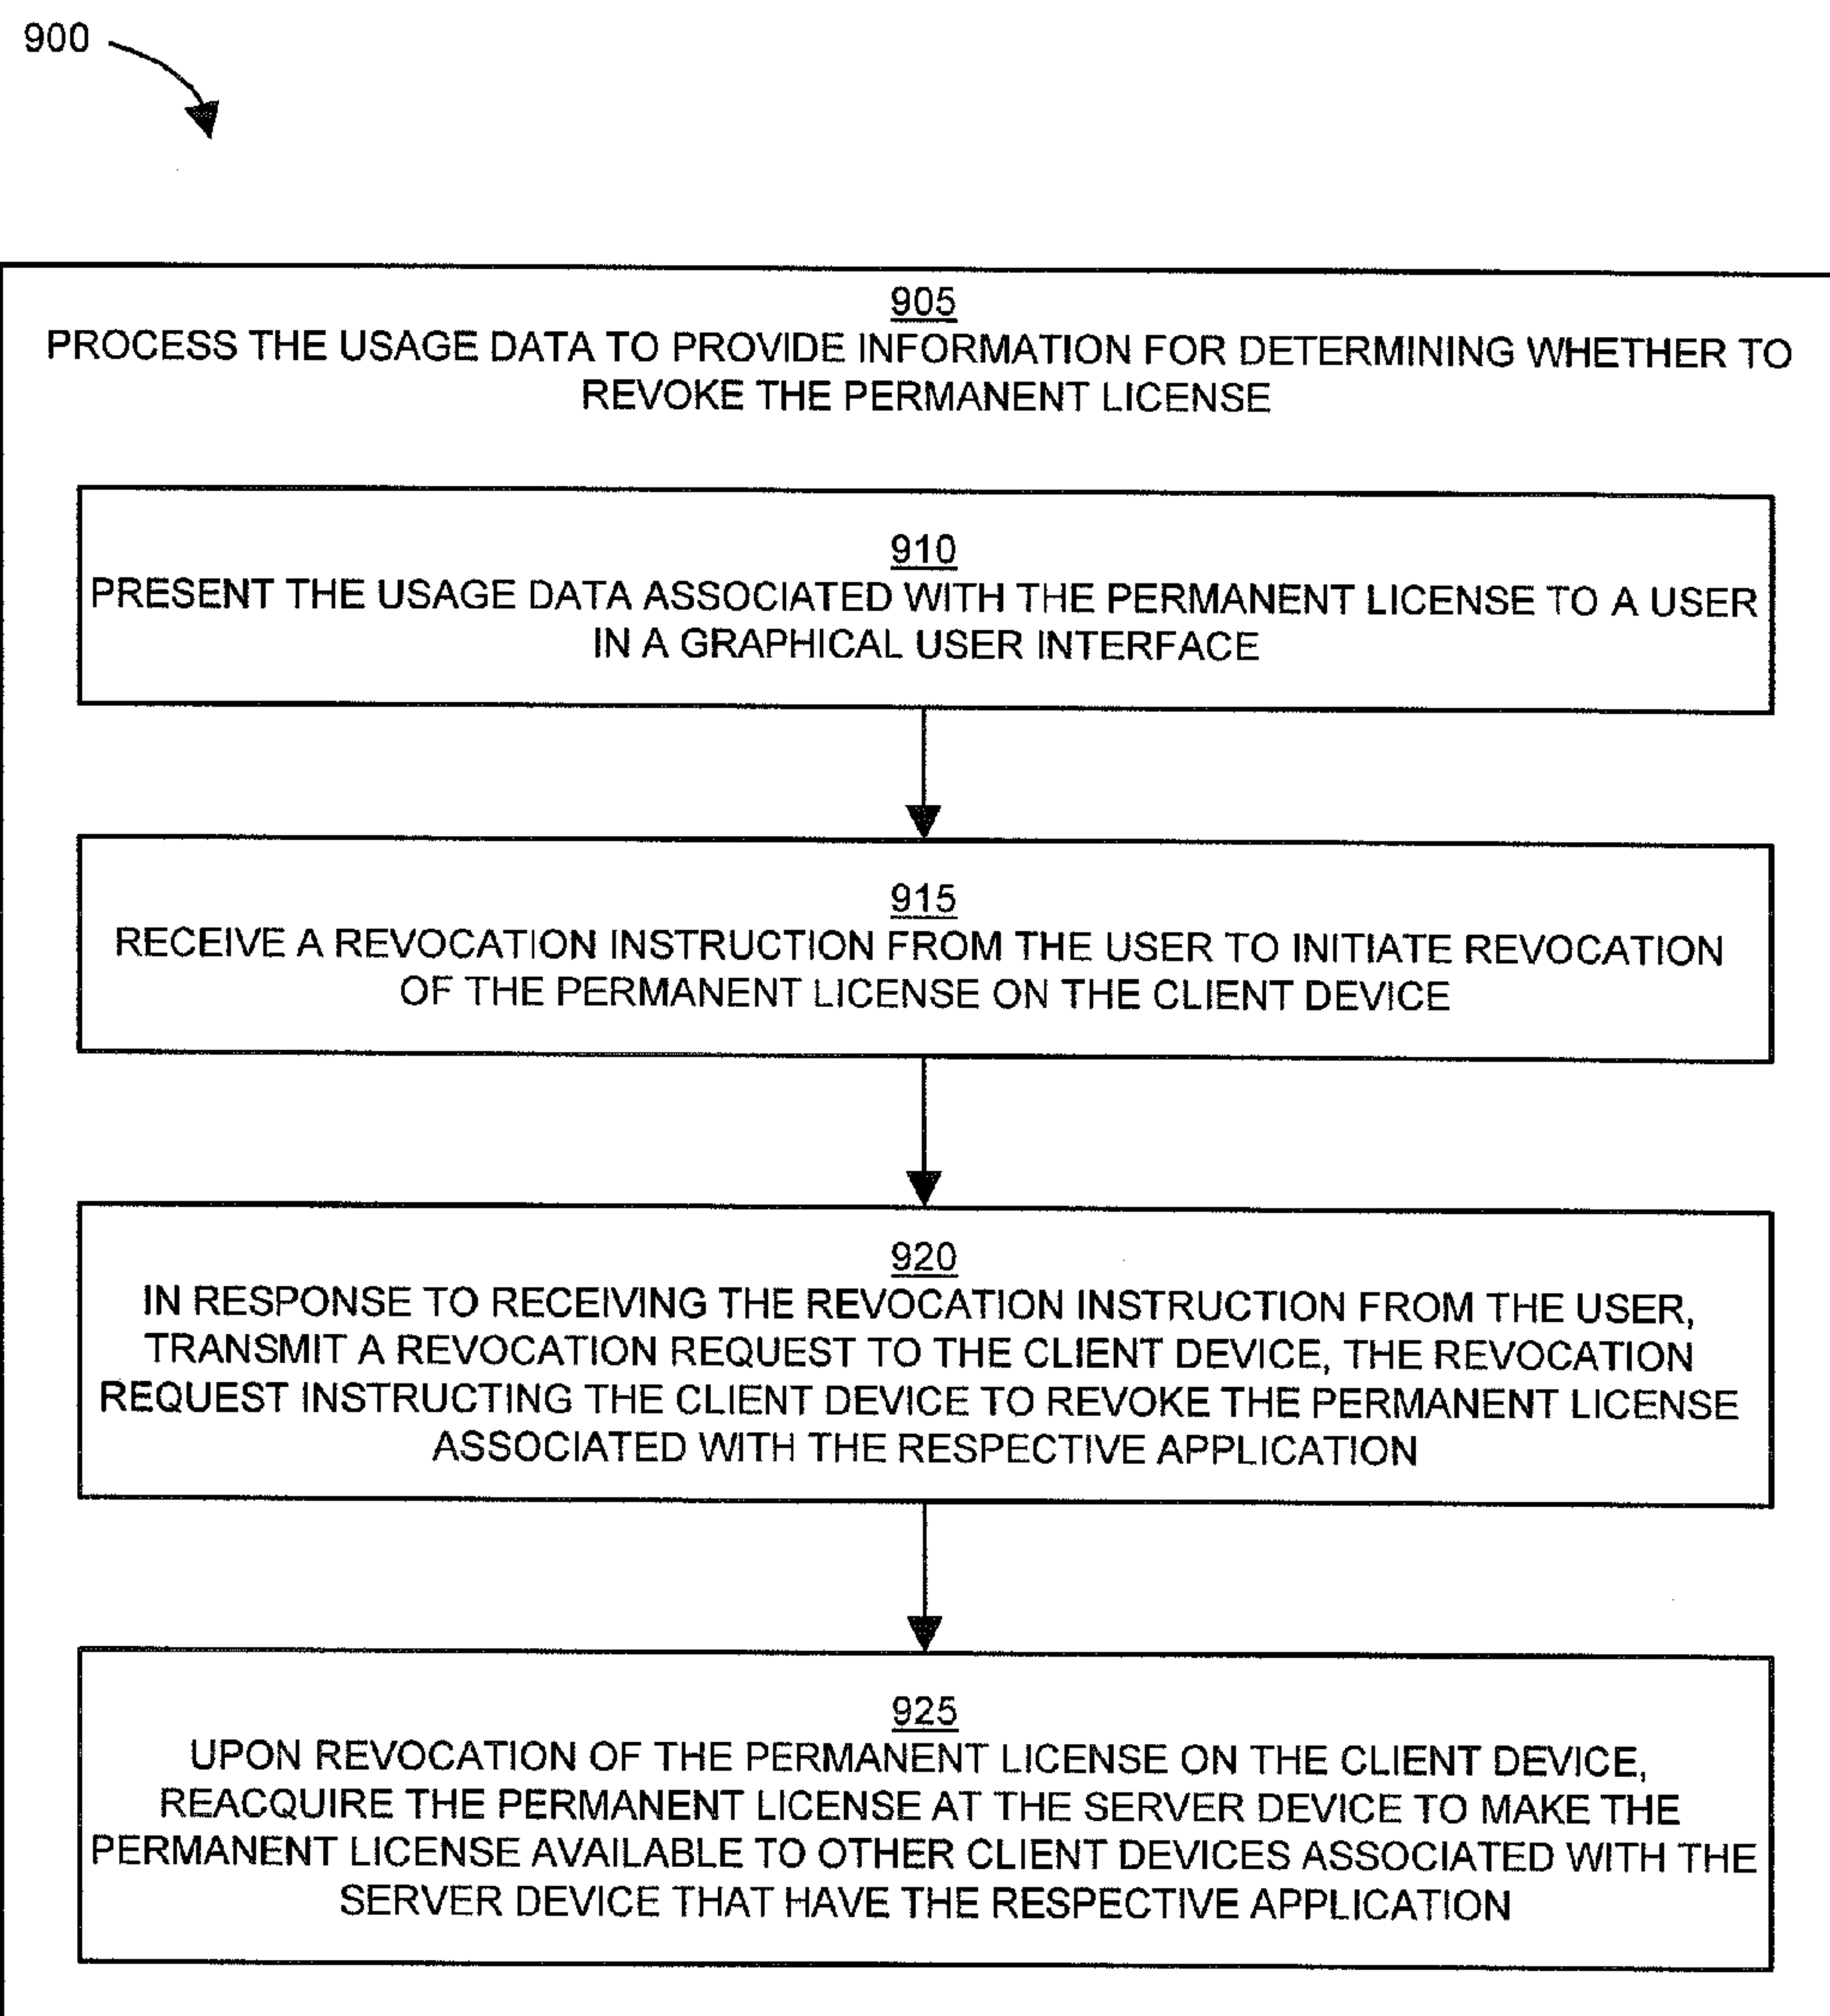 900
905
PROCESS THE USAGE DATA TO PROVIDE INFORMATION FOR DETERMINING WHETHER TO
REVOKE THE PERMANENT LICENSE
910
PRESENT THE USAGE DATA ASSOCIATED WITH THE PERMANENT LICENSE TO A USER
IN A GRAPHICAL USER INTERFACE
915
RECEIVE A REVOCATION INSTRUCTION FROM THE USER TO INITIATE REVOCATION
OF THE PERMANENT LICENSE ON THE CLIENT DEVICE
920
IN RESPONSE TO RECEIVING THE REVOCATION INSTRUCTION FROM THE USER,
TRANSMIT A REVOCATION REQUEST TO THE CLIENT DEVICE, THE REVOCATION
REQUEST INSTRUCTING THE CLIENT DEVICE TO REVOKE THE PERMANENT LICENSE
ASSOCIATED WITH THE RESPECTIVE APPLICATION
925
UPON REVOCATION OF THE PERMANENT LICENSE ON THE CLIENT DEVICE,
REACQUIRE THE PERMANENT LICENSE AT THE SERVER DEVICE TO MAKE THE
PERMANENT LICENSE AVAILABLE TO OTHER CLIENT DEVICES ASSOCIATED WITH THE
SERVER DEVICE THAT HAVE THE RESPECTIVE APPLICATION